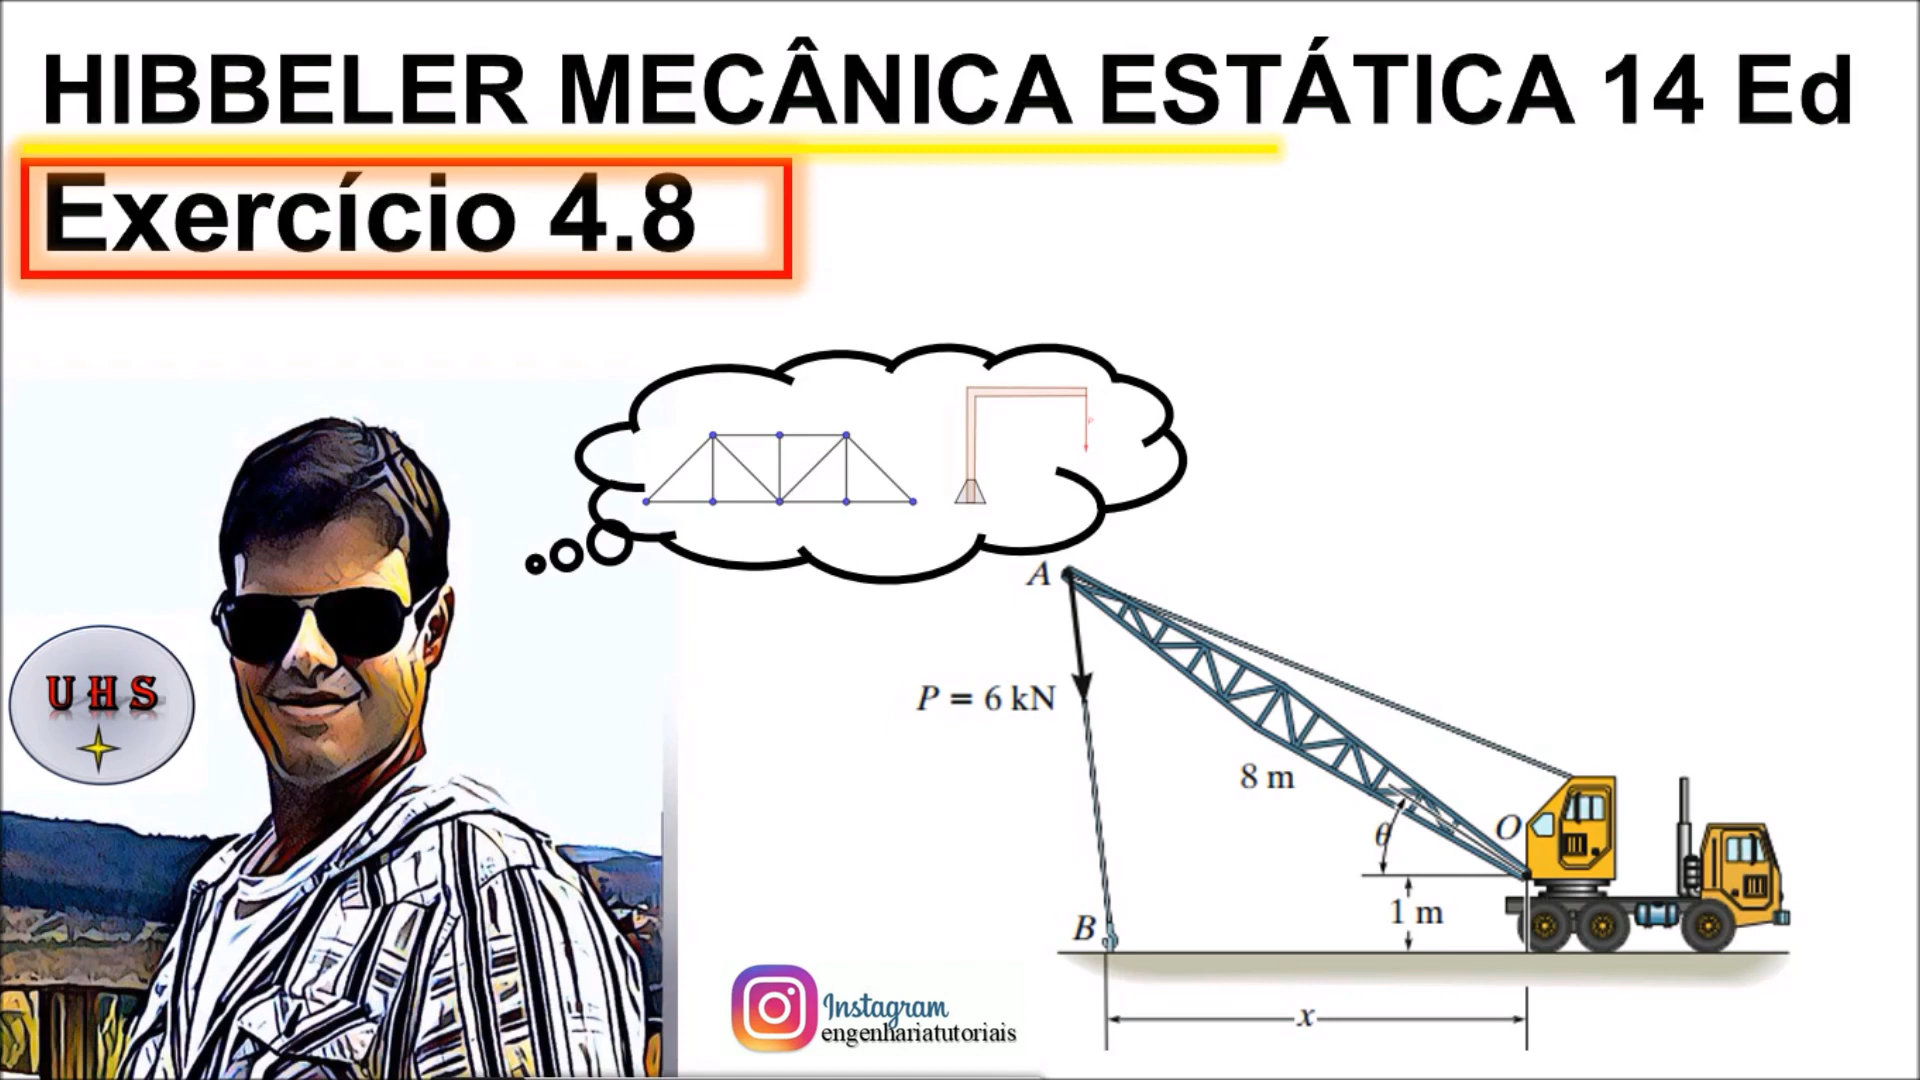 HIBBELER MECÂNICA ESTÁTICA 14 Ed
Exercício 4.8
P
A
UHS
P = 6 kN
8 m
O
θ
1 m
B
Instagram
engenhariatutoriais
x